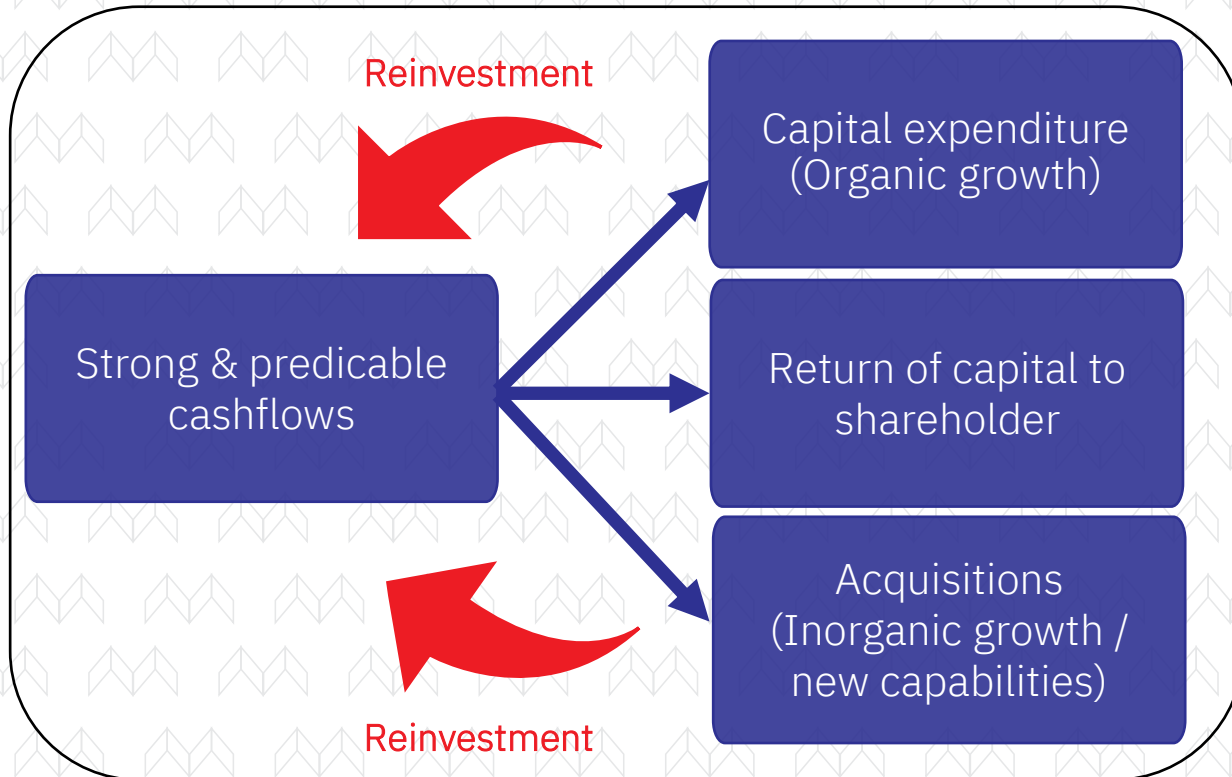 Reinvestment
Capital expenditure
(Organic growth)
Strong & predicable
cashflows
Return of capital to
shareholder
Acquisitions
(Inorganic growth /
new capabilities)
Reinvestment